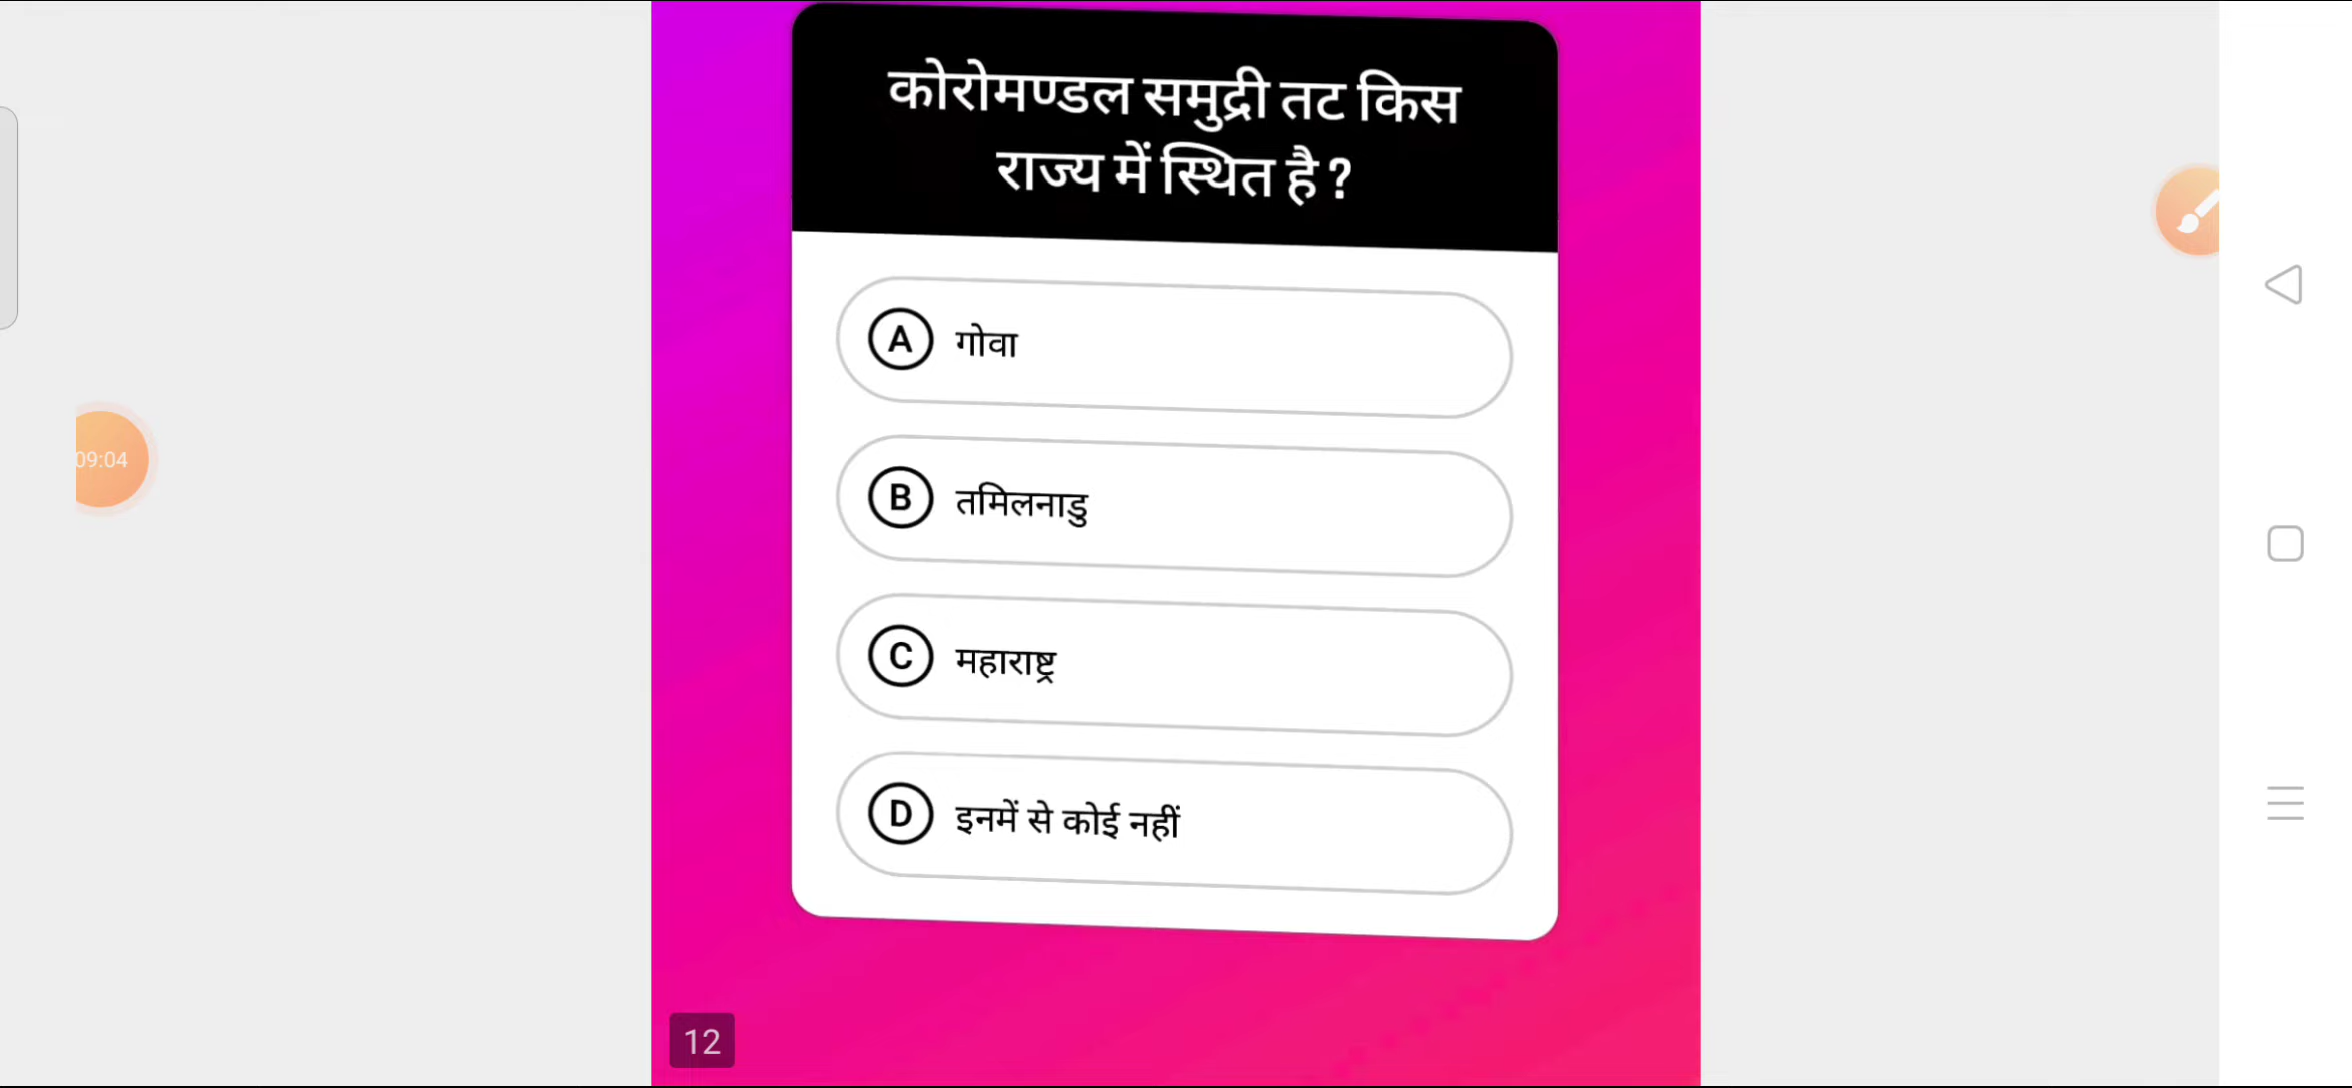 कोरोमण्डल समुद्री तट किस
राज्य में स्थित है ?
A गोवा
B तमिलनाडु
C महाराष्ट्र
D इनमें से कोई नहीं
09:04
12